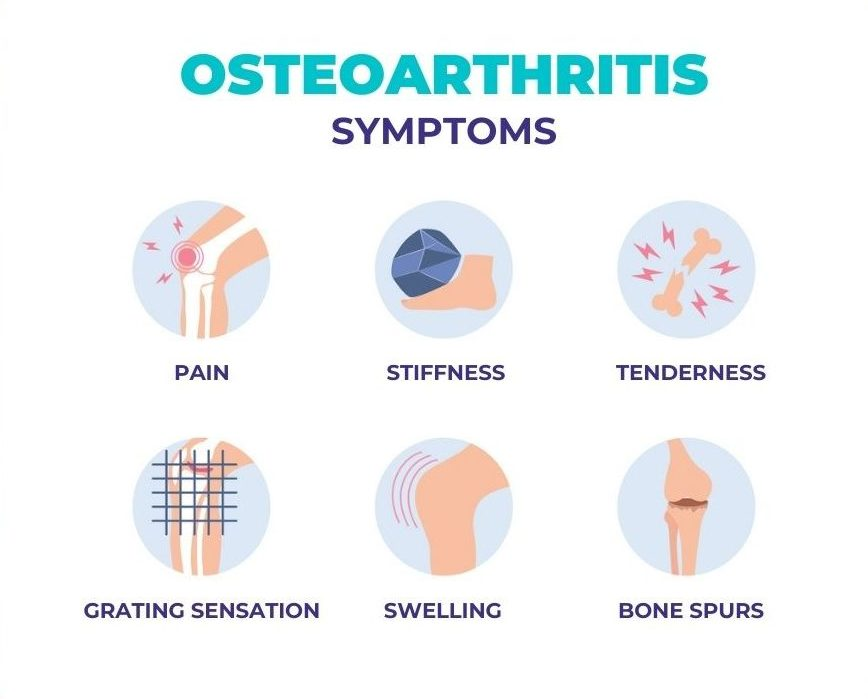 OSTEOARTHRITIS
SYMPTOMS
PAIN
STIFFNESS
TENDERNESS
GRATING SENSATION
SWELLING
BONE SPURS